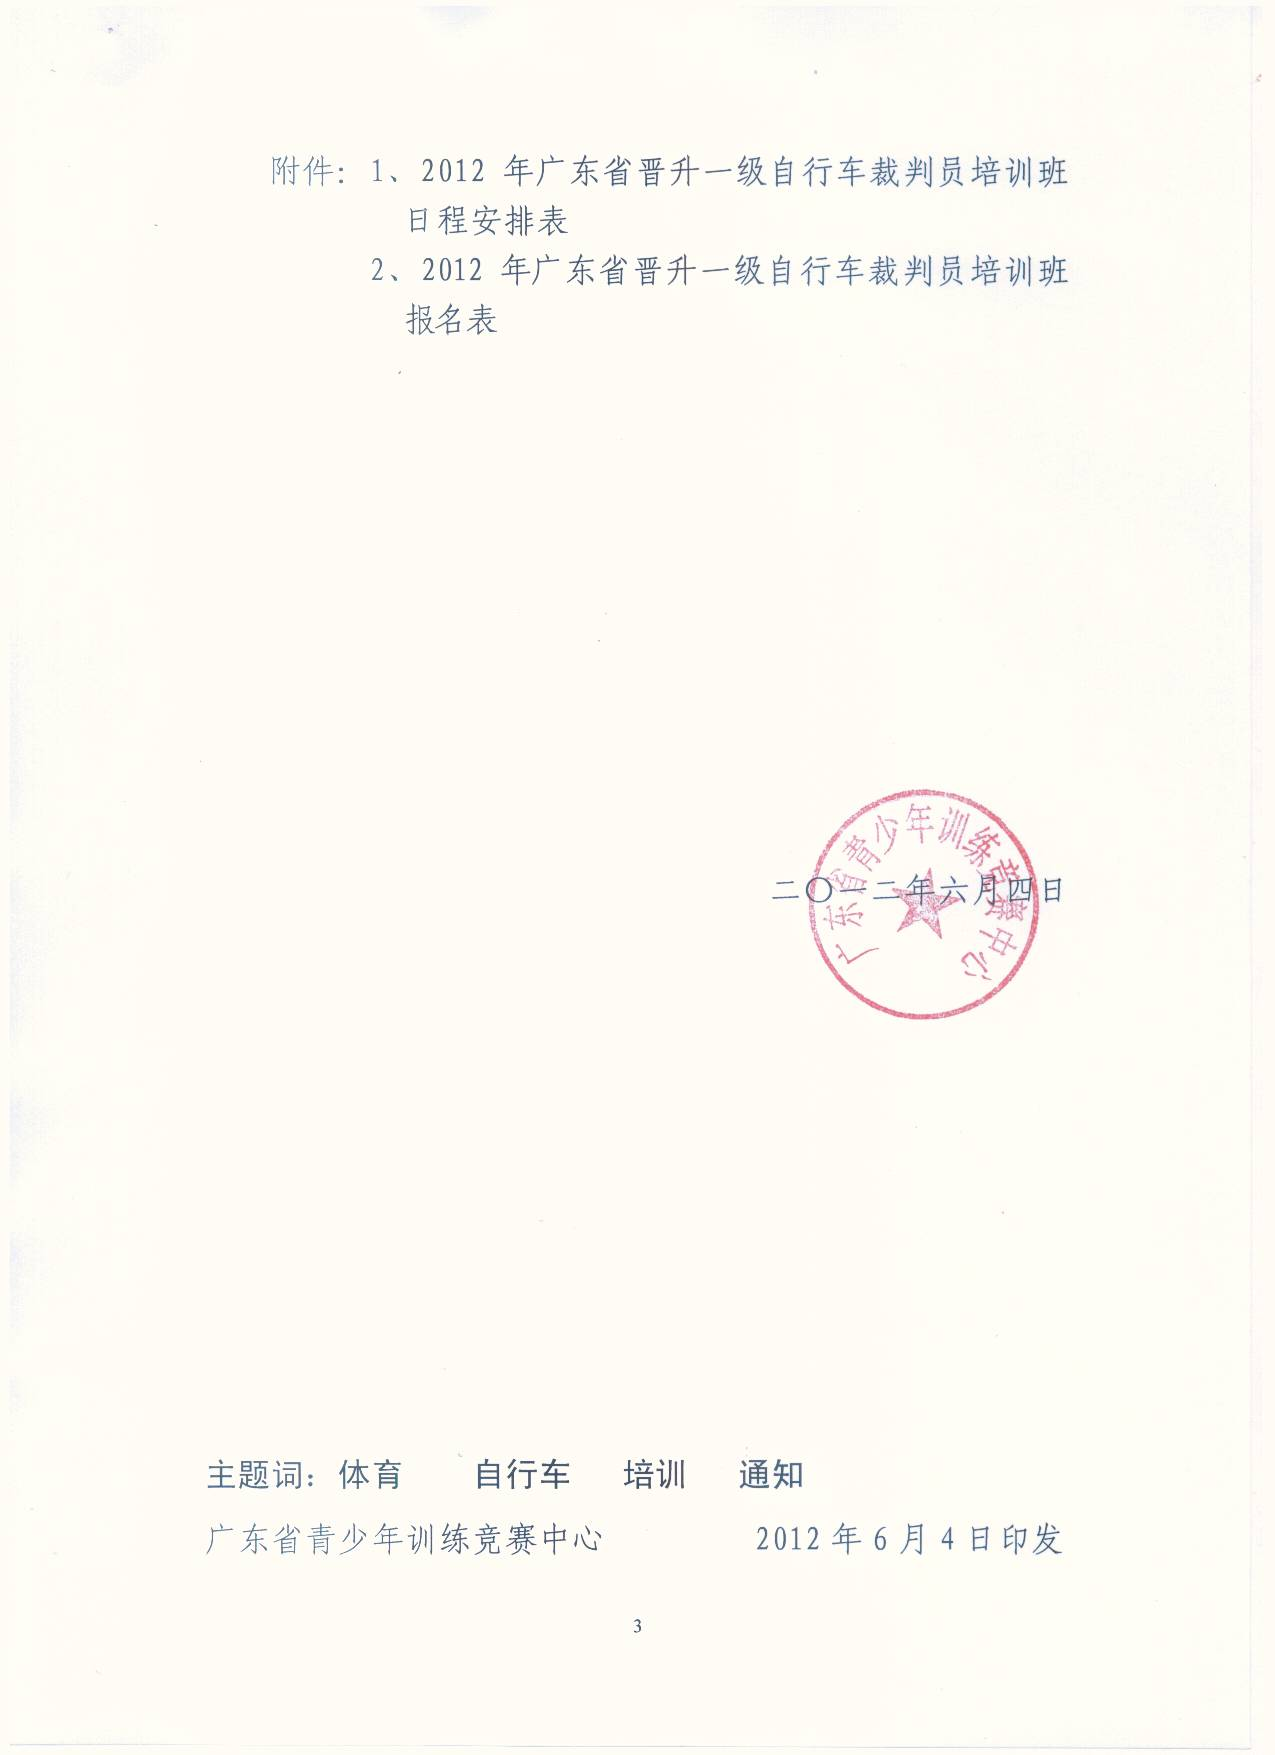 附件：1、2012 年广东省晋升一级自行车裁判员培训班
日程安排表
2、2012 年广东省晋升一级自行车裁判员培训班
报名表
广东省青少年训练竞赛中心
二〇一二年六月四日
主题词：体育 自行车 培训 通知
广东省青少年训练竞赛中心 2012 年 6 月 4 日印发
3